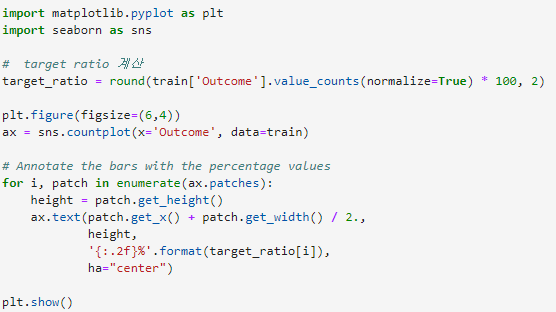 import matplotlib.pyplot as plt
import seaborn as sns

#  target ratio 계산
target_ratio = round(train['Outcome'].value_counts(normalize=True) * 100, 2)

plt.figure(figsize=(6,4))
ax = sns.countplot(x='Outcome', data=train)

# Annotate the bars with the percentage values
for i, patch in enumerate(ax.patches):
    height = patch.get_height()
    ax.text(patch.get_x() + patch.get_width() / 2.,
            height,
            '{:.2f}%'.format(target_ratio[i]),
            ha="center")

plt.show()